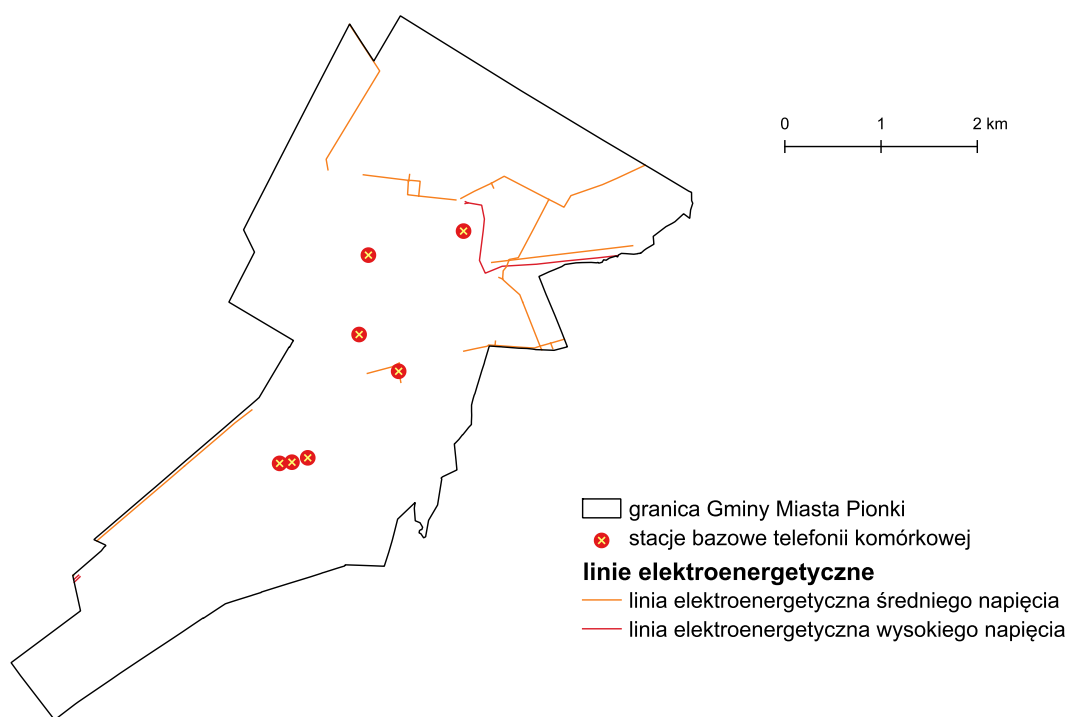 0 1 2 km
granica Gminy Miasta Pionki
stacje bazowe telefonii komórkowej
linie elektroenergetyczne
linia elektroenergetyczna średniego napięcia
linia elektroenergetyczna wysokiego napięcia